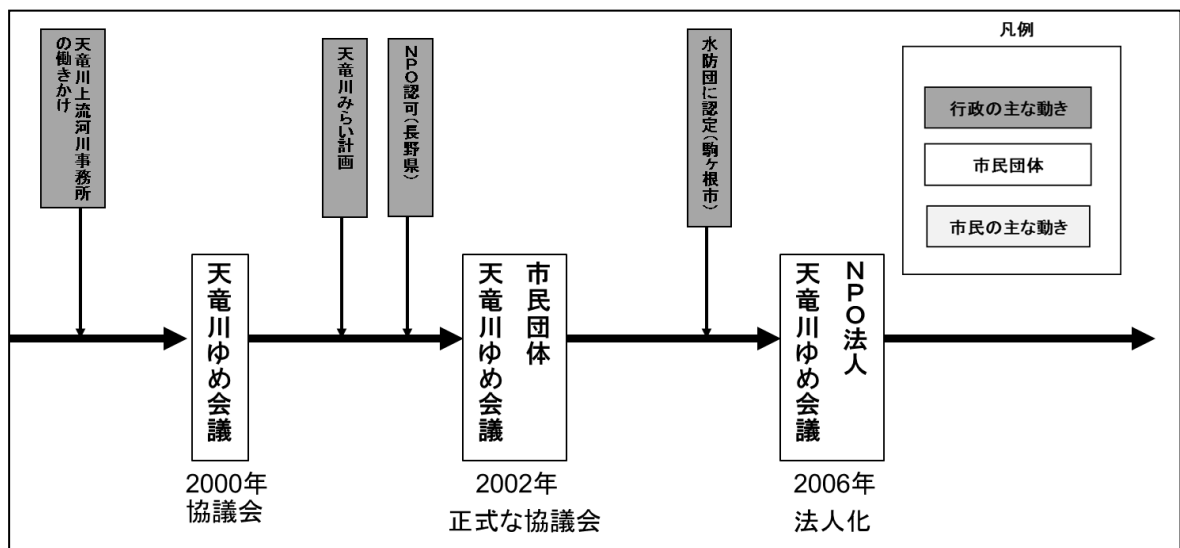 天竜川上流河川事務所
の働きかけ
天竜川みらい計画
NPO認可(長野県)
水防団に認定(駒ヶ根市)
凡例
行政の主な動き
市民団体
市民の主な動き
天竜川ゆめ会議
市民団体
天竜川ゆめ会議
NPO法人
天竜川ゆめ会議
2000年
協議会
2002年
正式な協議会
2006年
法人化